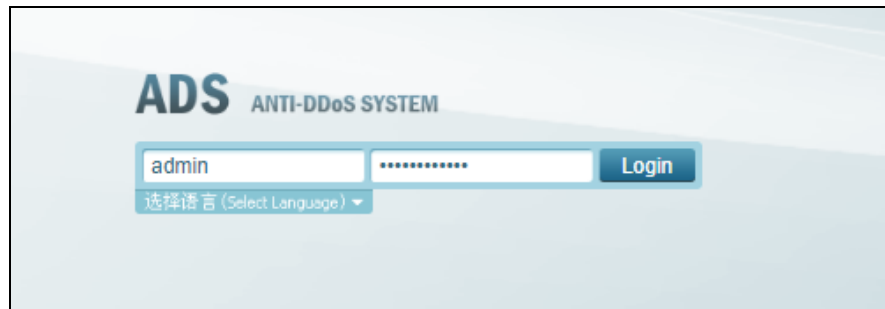 ADS ANTI-DDoS SYSTEM
admin •••••••••••• Login
选择语言(Select Language)